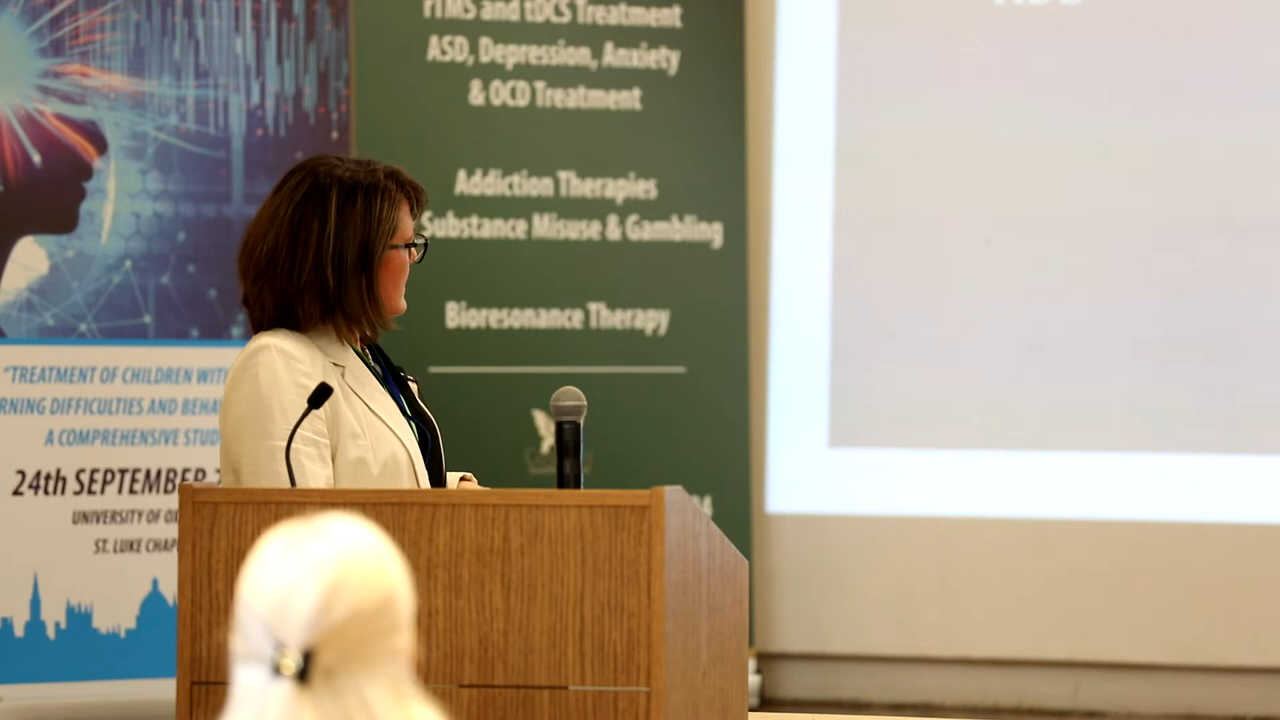 "TREATMENT OF CHILDREN WIT
RNING DIFFICULTIES AND BEHA
A COMPREHENSIVE STUD
24th SEPTEMBER
UNIVERSITY OF O
ST. LUKE CHAP
rTMS and tDCS Treatment
ASD, Depression, Anxiety
& OCD Treatment
Addiction Therapies
Substance Misuse & Gambling
Bioresonance Therapy